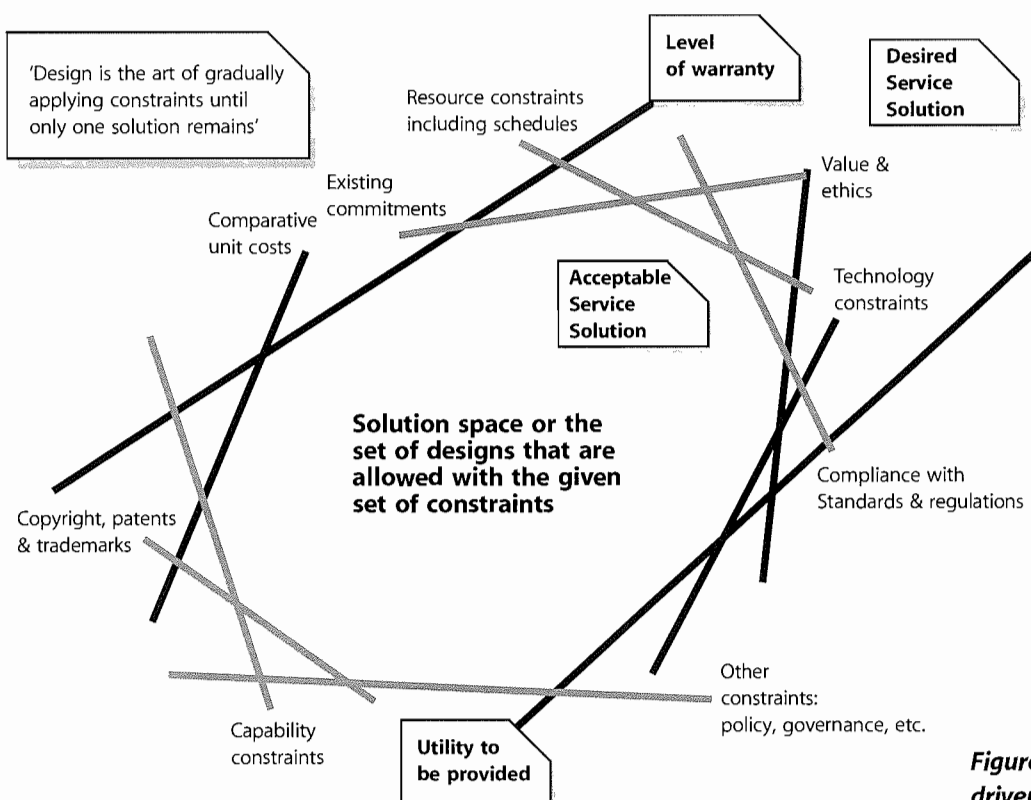 'Design is the art of gradually
applying constraints until
only one solution remains'
Level
of warranty
Desired
Service
Solution
Resource constraints
including schedules
Value &
ethics
Existing
commitments
Comparative
unit costs
Acceptable
Service
Solution
Technology
constraints
Solution space or the
set of designs that are
allowed with the given
set of constraints
Compliance with
Standards & regulations
Copyright, patents
& trademarks
Other
constraints:
policy, governance, etc.
Capability
constraints
Utility to
be provided
Figure
driven